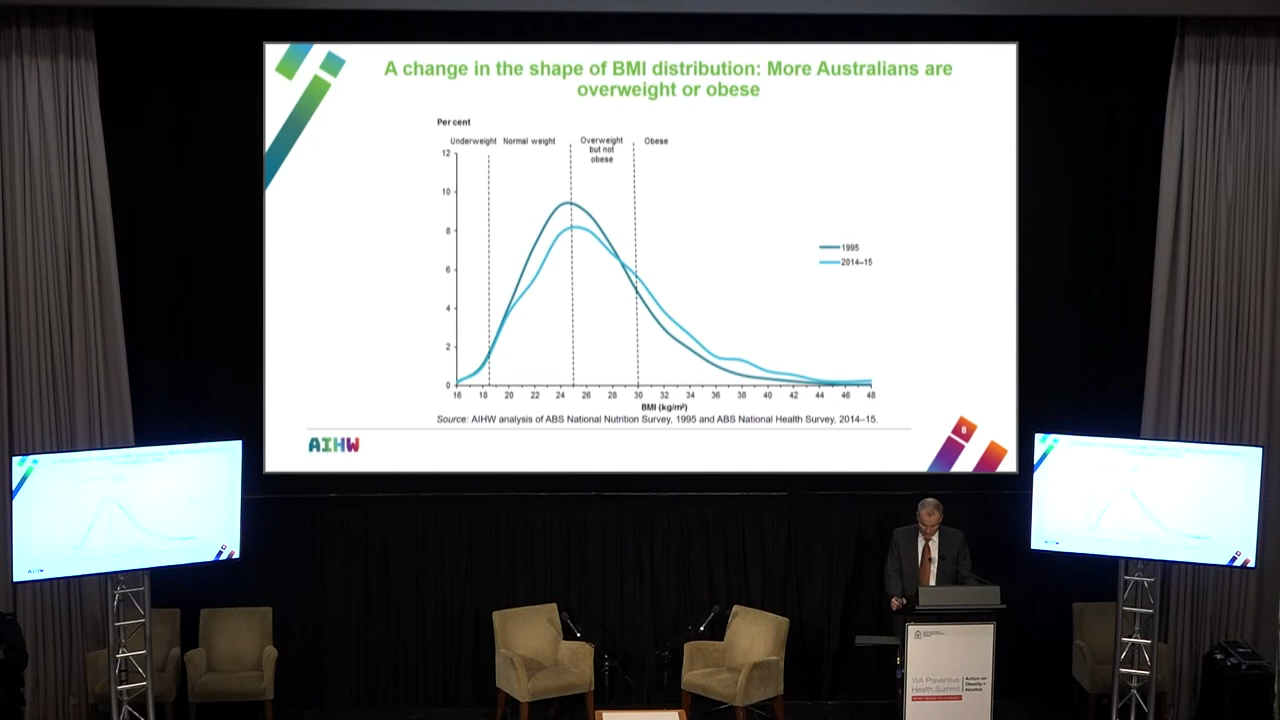 A change in the shape of BMI distribution: More Australians are
overweight or obese
Per cent
Underweight Normal weight Overweight but not obese Obese
12
10
8
6
4
2
0
1995
2014–15
16 18 20 22 24 26 28 30 32 34 36 38 40 42 44 46 48
BMI (kg/m²)
Source: AIHW analysis of ABS National Nutrition Survey, 1995 and ABS National Health Survey, 2014–15.
AIHW
8
WA Preventive
Health Summit
Action on
Obesity +
Alcohol